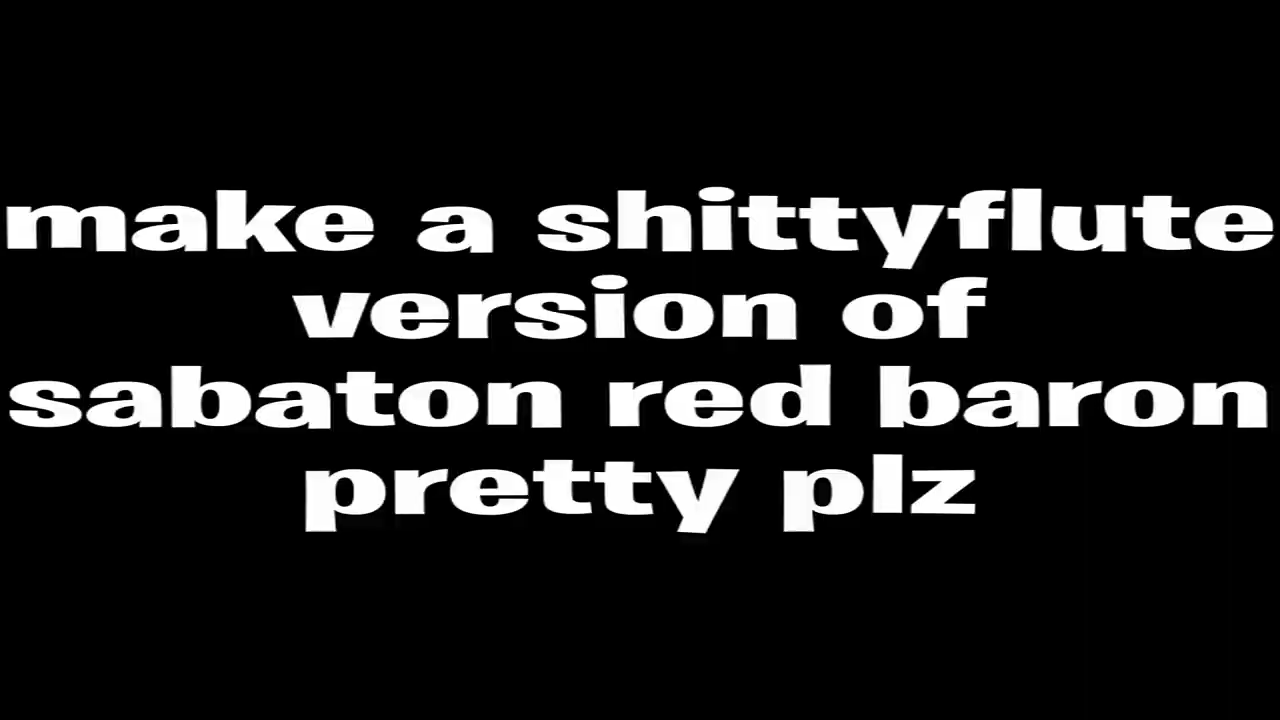 make a shittyflute
version of
sabaton red baron
pretty plz